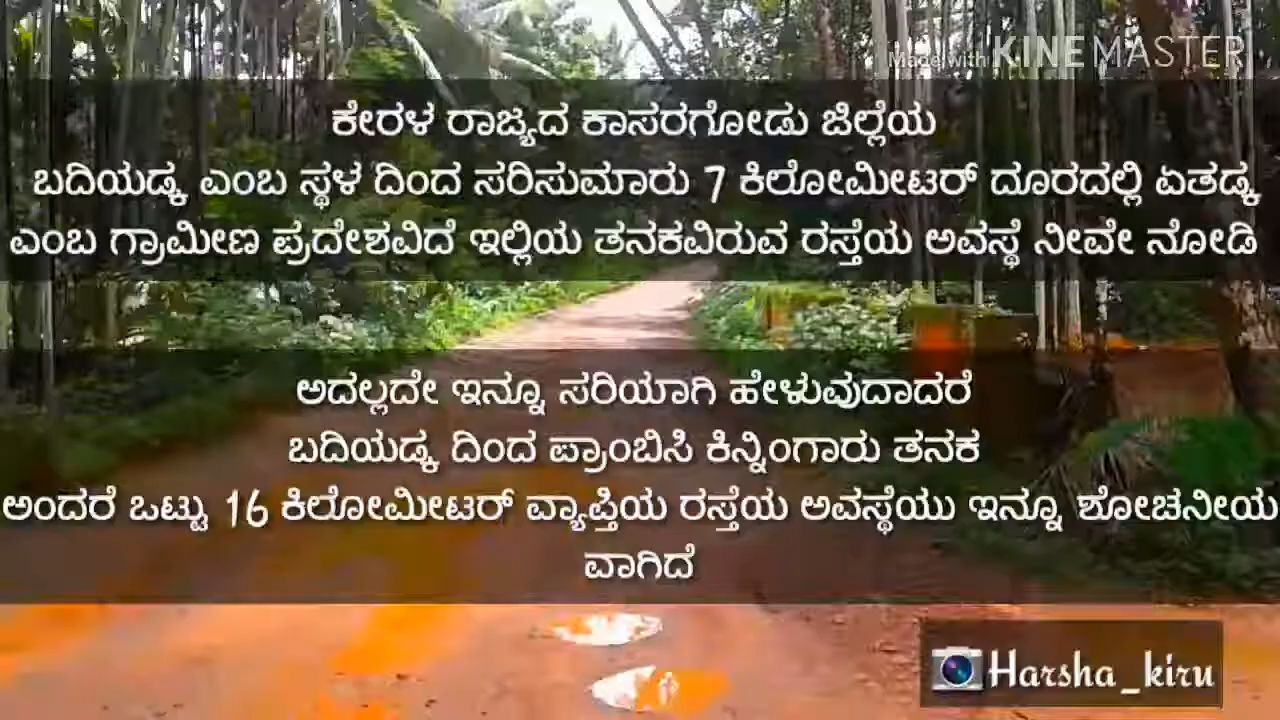 Made with KINEMASTER
ಕೇರಳ ರಾಜ್ಯದ ಕಾಸರಗೋಡು ಜಿಲ್ಲೆಯ
ಬದಿಯಡ್ಕ ಎಂಬ ಸ್ಥಳ ದಿಂದ ಸರಿಸುಮಾರು 7 ಕಿಲೋಮೀಟರ್ ದೂರದಲ್ಲಿ ಏತಡ್ಕ
ಎಂಬ ಗ್ರಾಮೀಣ ಪ್ರದೇಶವಿದೆ ಇಲ್ಲಿಯ ತನಕವಿರುವ ರಸ್ತೆಯ ಅವಸ್ಥೆ ನೀವೇ ನೋಡಿ
ಅದಲ್ಲದೇ ಇನ್ನೂ ಸರಿಯಾಗಿ ಹೇಳುವುದಾದರೆ
ಬದಿಯಡ್ಕ ದಿಂದ ಪ್ರಾಂಬಿಸಿ ಕಿನ್ನಿಂಗಾರು ತನಕ
ಅಂದರೆ ಒಟ್ಟು 16 ಕಿಲೋಮೀಟರ್ ವ್ಯಾಪ್ತಿಯ ರಸ್ತೆಯ ಅವಸ್ಥೆಯು ಇನ್ನೂ ಶೋಚನೀಯ
ವಾಗಿದೆ
Harsha_kiru